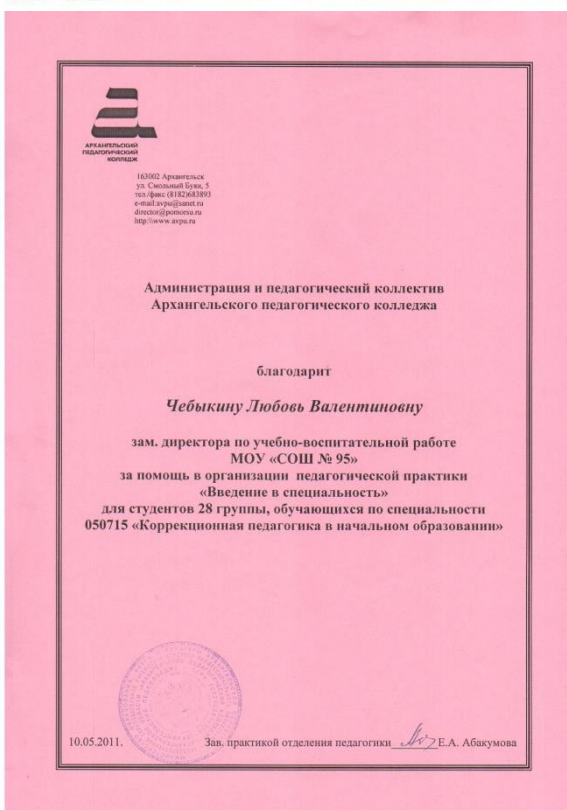 АРХАНГЕЛЬСКИЙ
ПЕДАГОГИЧЕСКИЙ
КОЛЛЕДЖ
163002 Архангельск
ул. Смольный Буян, 5
тел./факс (8182)683893
e-mail:avpu@sanet.ru
director@pomorsu.ru
http:\\www.avpu.ru
Администрация и педагогический коллектив
Архангельского педагогического колледжа
благодарит
Чебыкину Любовь Валентиновну
зам. директора по учебно-воспитательной работе
МОУ «СОШ № 95»
за помощь в организации педагогической практики
«Введение в специальность»
для студентов 28 группы, обучающихся по специальности
050715 «Коррекционная педагогика в начальном образовании»
10.05.2011. Зав. практикой отделения педагогики Е.А. Абакумова